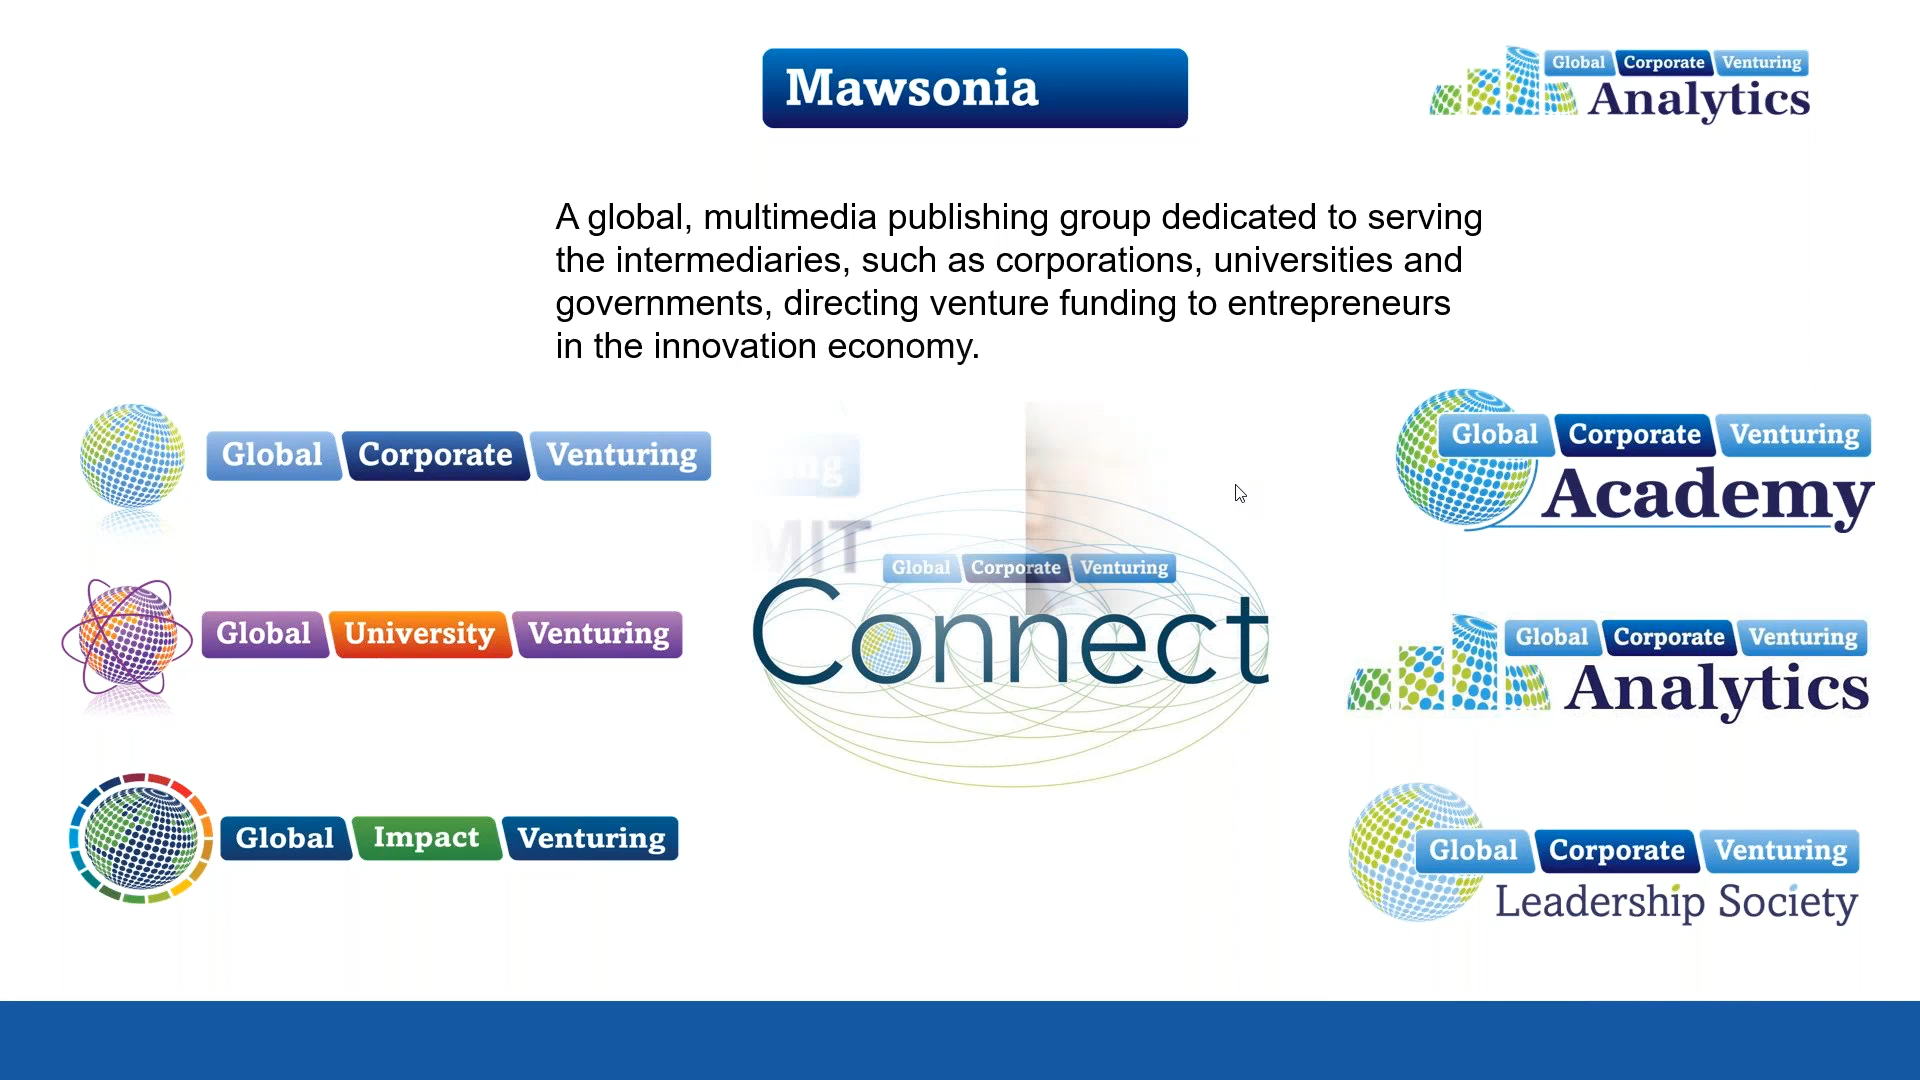 Mawsonia
Global Corporate Venturing
Analytics
A global, multimedia publishing group dedicated to serving
the intermediaries, such as corporations, universities and
governments, directing venture funding to entrepreneurs
in the innovation economy.
Global Corporate Venturing
Global University Venturing
Global Impact Venturing
ng
MIT
Global Corporate Venturing
Connect
Global Corporate Venturing
Academy
Global Corporate Venturing
Analytics
Global Corporate Venturing
Leadership Society